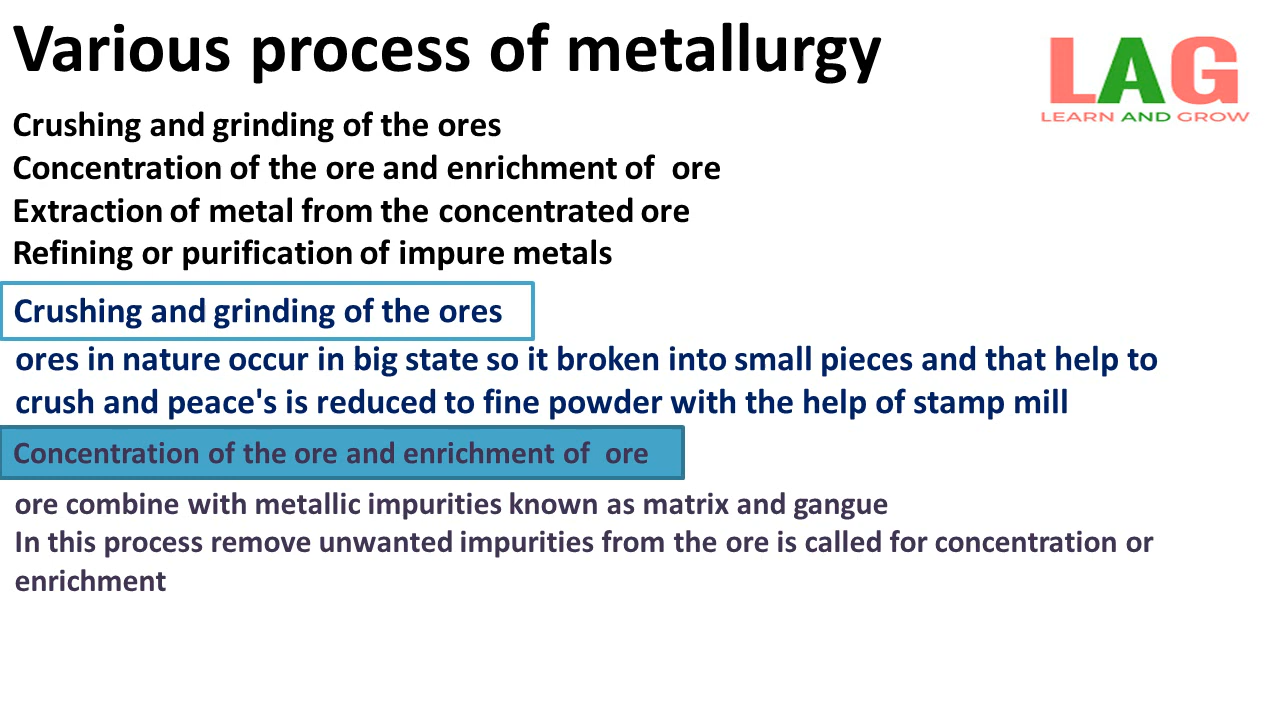 Various process of metallurgy
LAG
LEARN AND GROW
Crushing and grinding of the ores
Concentration of the ore and enrichment of  ore
Extraction of metal from the concentrated ore
Refining or purification of impure metals
Crushing and grinding of the ores
ores in nature occur in big state so it broken into small pieces and that help to
crush and peace's is reduced to fine powder with the help of stamp mill
Concentration of the ore and enrichment of  ore
ore combine with metallic impurities known as matrix and gangue
In this process remove unwanted impurities from the ore is called for concentration or
enrichment